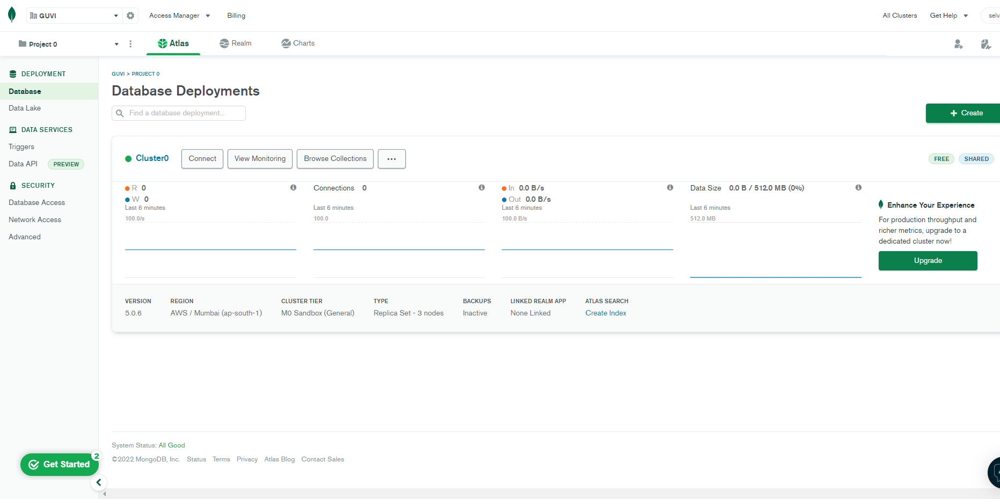 GUVI
Access Manager
Billing
All Clusters
Get Help
Project 0
Atlas
Realm
Charts
DEPLOYMENT
Database
Data Lake
DATA SERVICES
Triggers
Data API PREVIEW
SECURITY
Database Access
Network Access
Advanced
GUVI > PROJECT 0
Database Deployments
Find a database deployment...
+ Create
Cluster0
Connect
View Monitoring
Browse Collections
...
FREE
SHARED
R 0
W 0
Last 6 minutes
100.0/s
Connections 0
Last 6 minutes
100.0
In 0.0 B/s
Out 0.0 B/s
Last 6 minutes
100.0 B/s
Data Size 0.0 B / 512.0 MB (0%)
Last 6 minutes
512.0 MB
Enhance Your Experience
For production throughput and
richer metrics, upgrade to a
dedicated cluster now!
Upgrade
VERSION
5.0.6
REGION
AWS / Mumbai (ap-south-1)
CLUSTER TIER
M0 Sandbox (General)
TYPE
Replica Set - 3 nodes
BACKUPS
Inactive
LINKED REALM APP
None Linked
ATLAS SEARCH
Create Index
System Status: All Good
©2022 MongoDB, Inc. Status Terms Privacy Atlas Blog Contact Sales
Get Started
2